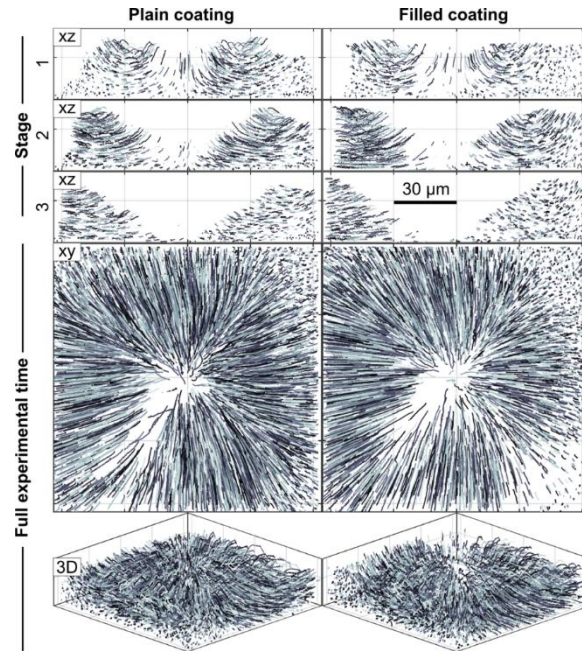 Plain coating
Filled coating
Stage
1
xz
2
xz
3
xz
30 µm
Full experimental time
xy
3D